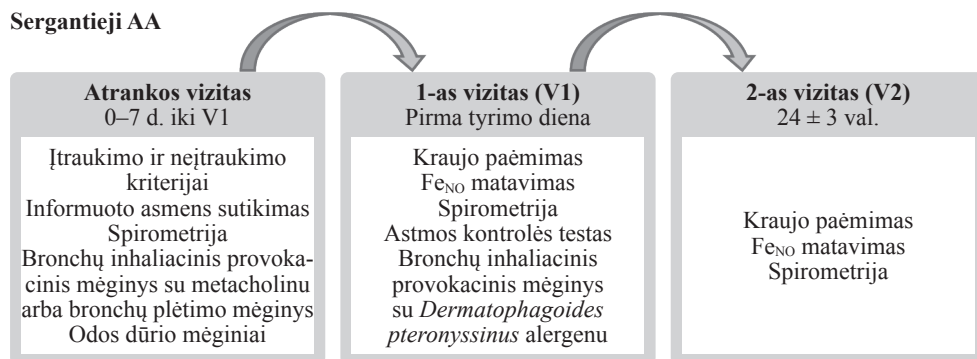 Sergantieji AA
Atrankos vizitas
0–7 d. iki V1
Įtraukimo ir neįtraukimo
kriterijai
Informuoto asmens sutikimas
Spirometrija
Bronchų inhaliacinis provoka-
cinis mėginys su metacholinu
arba bronchų plėtimo mėginys
Odos dūrio mėginiai
1-as vizitas (V1)
Pirma tyrimo diena
Kraujo paėmimas
FeNO matavimas
Spirometrija
Astmos kontrolės testas
Bronchų inhaliacinis
provokacinis mėginys
su Dermatophagoides
pteronyssinus alergenu
2-as vizitas (V2)
24 ± 3 val.
Kraujo paėmimas
FeNO matavimas
Spirometrija